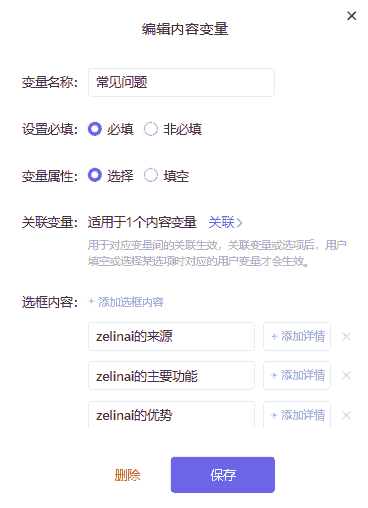 编辑内容变量
变量名称： 常见问题
设置必填： 必填 非必填
变量属性： 选择 填空
关联变量： 适用于1个内容变量 关联
用于对应变量间的关联生效，关联变量或选项后，用户
填空或选择某选项时对应的用户变量才会生效。
选框内容： + 添加选框内容
zelinai的来源 + 添加详情
zelinai的主要功能 + 添加详情
zelinai的优势 + 添加详情
删除 保存